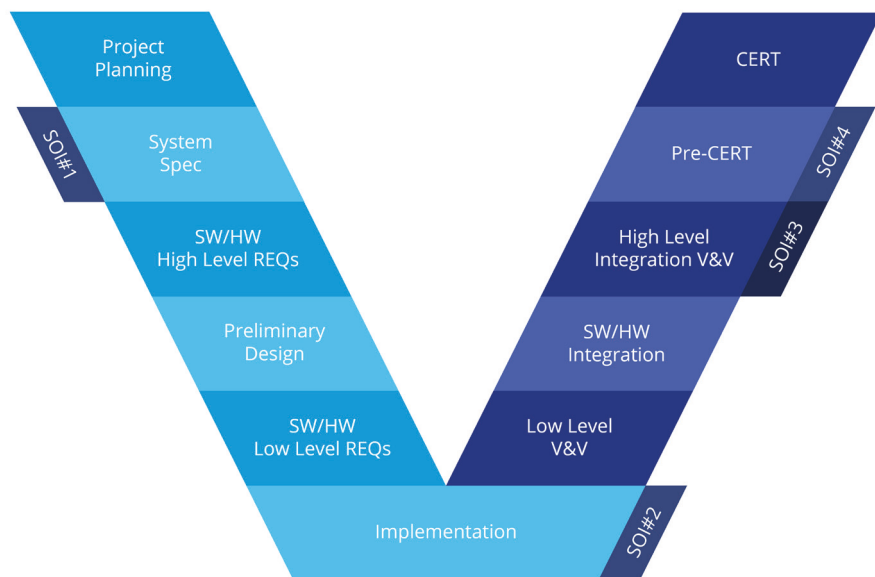 Project
Planning
CERT
SOI#1
System
Spec
Pre-CERT
SOI#4
SW/HW
High Level REQs
High Level
Integration V&V
SOI#3
Preliminary
Design
SW/HW
Integration
SW/HW
Low Level REQs
Low Level
V&V
Implementation
SOI#2